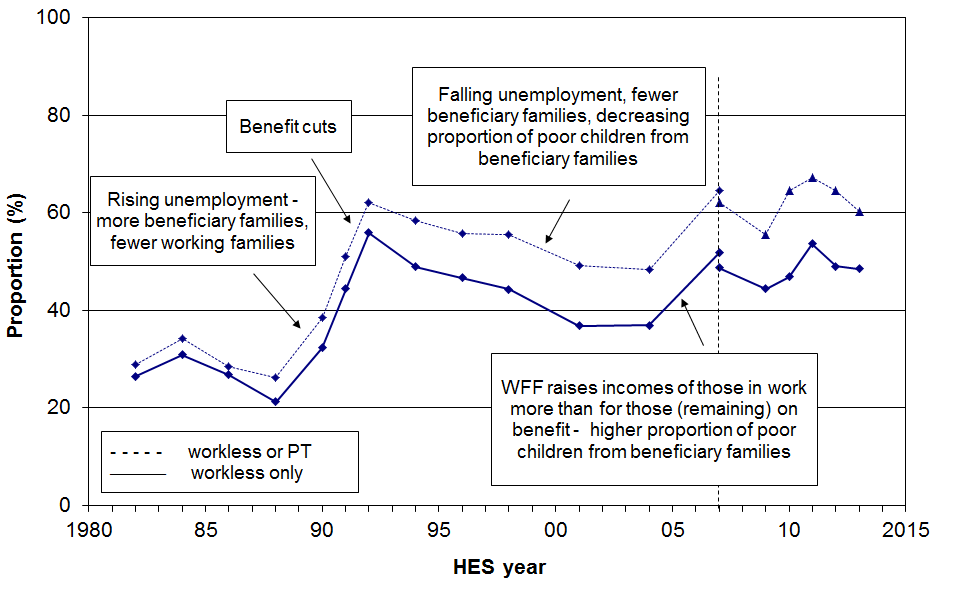 100
80
60
40
20
0
Proportion (%)
Benefit cuts
Falling unemployment, fewer
beneficiary families, decreasing
proportion of poor children from
beneficiary families
Rising unemployment -
more beneficiary families,
fewer working families
WFF raises incomes of those in work
more than for those (remaining) on
benefit - higher proportion of poor
children from beneficiary families
workless or PT
workless only
1980 85 90 95 00 05 10 2015
HES year